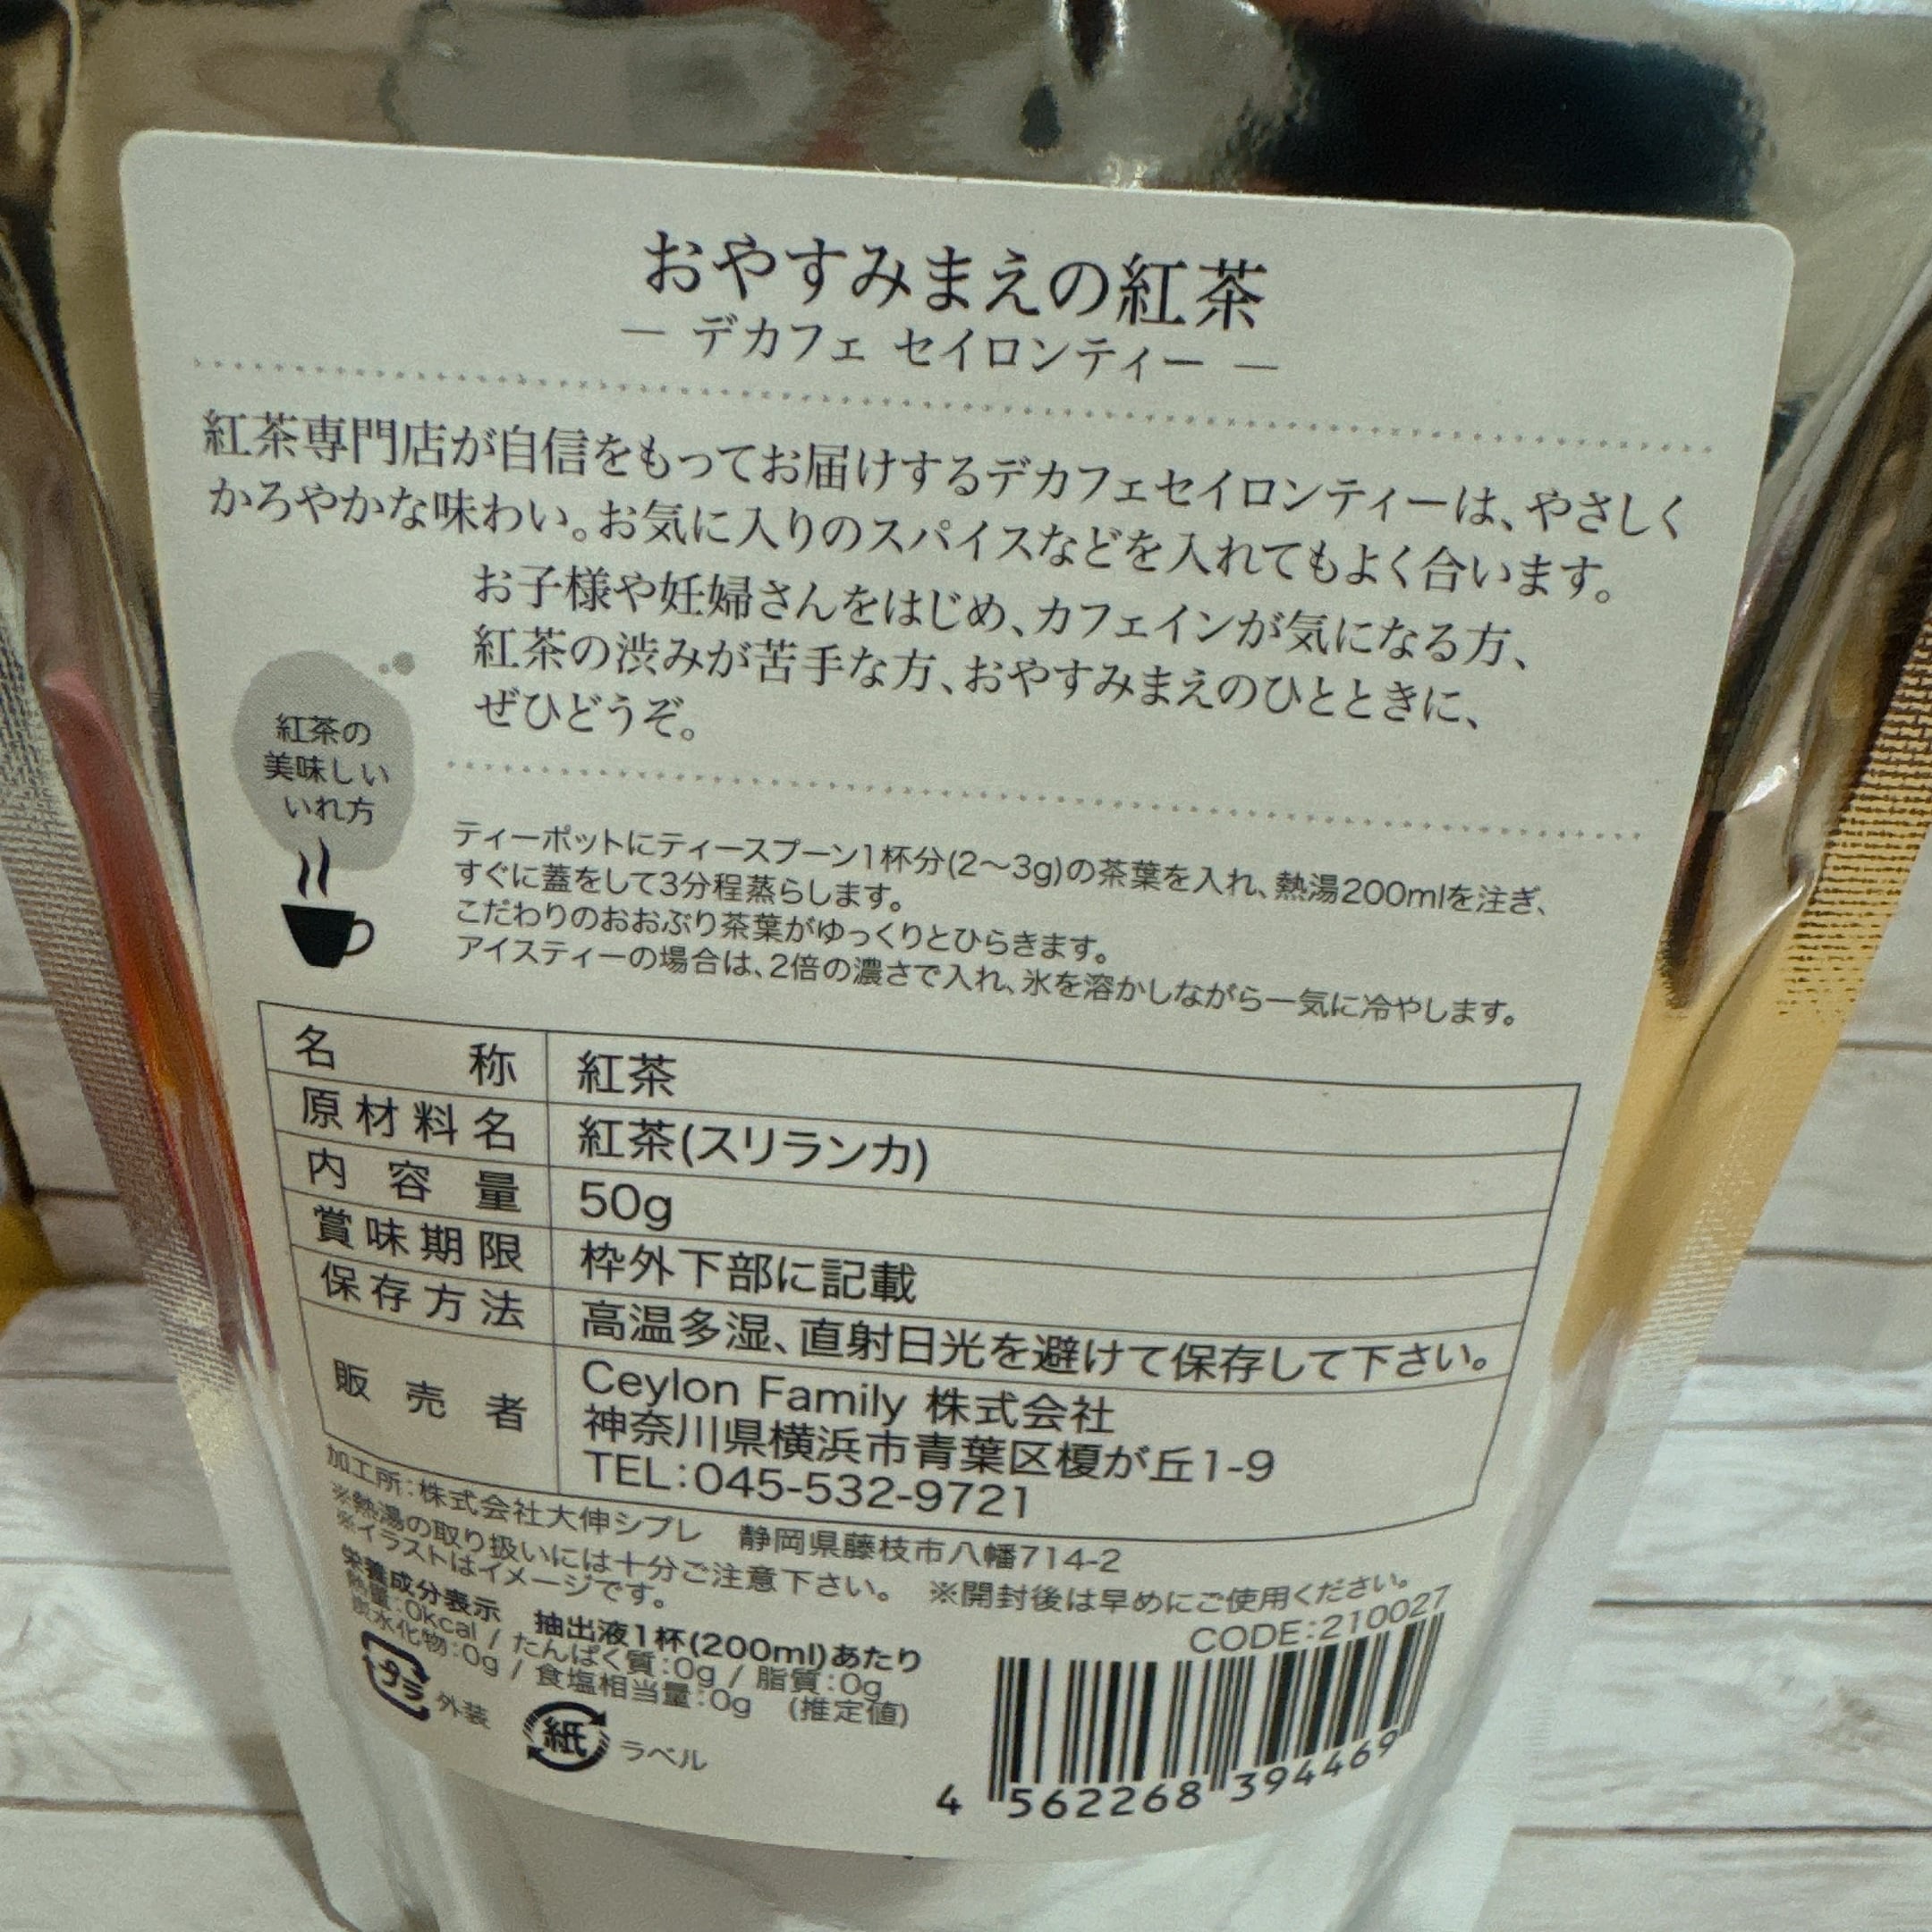 おやすみまえの紅茶
― デカフェ セイロンティー ―
紅茶専門店が自信をもってお届けするデカフェセイロンティーは、やさしく
かろやかな味わい。お気に入りのスパイスなどを入れてもよく合います。
お子様や妊婦さんをはじめ、カフェインが気になる方、
紅茶の渋みが苦手な方、おやすみまえのひとときに、
ぜひどうぞ。
紅茶の
美味しい
いれ方
ティーポットにティースプーン1杯分(2〜3g)の茶葉を入れ、熱湯200mlを注ぎ、
すぐに蓋をして3分程蒸らします。
こだわりのおおぶり茶葉がゆっくりとひらきます。
アイスティーの場合は、2倍の濃さで入れ、氷を溶かしながら一気に冷やします。
名称 紅茶
原材料名 紅茶(スリランカ)
内容量 50g
賞味期限 枠外下部に記載
保存方法 高温多湿、直射日光を避けて保存して下さい。
販売者 Ceylon Family 株式会社
神奈川県横浜市青葉区榎が丘1-9
TEL:045-532-9721
加工所:株式会社大伸シプレ 静岡県藤枝市八幡714-2
※熱湯の取り扱いには十分ご注意下さい。 ※開封後は早めにご使用ください。
※イラストはイメージです。
CODE:210027
栄養成分表示 抽出液1杯(200ml)あたり
熱量:0kcal / たんぱく質:0g / 脂質:0g
炭水化物:0g / 食塩相当量:0g (推定値)
プラ 外装
紙 ラベル
4 562268 394469